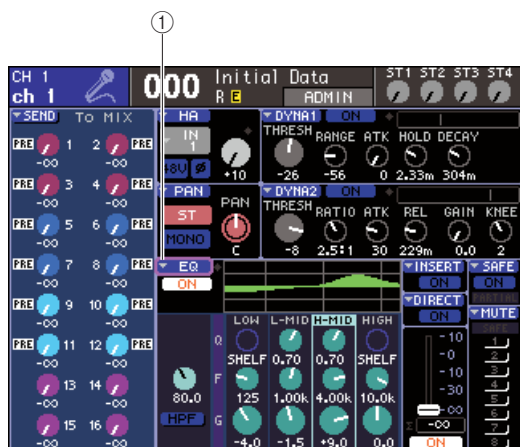 1
CH 1
ch 1
000
Initial Data
R E
ADMIN
ST1 ST2 ST3 ST4
SEND TO MIX
HA
DYNA1 ON
IN
1
THRESH RANGE ATK HOLD DECAY
PRE 1 2 PRE
-∞ -∞
48V Ø
+10
-26 -56 0 2.33m 304m
PRE 3 4 PRE
-∞ -∞
PAN
DYNA2 ON
PAN
ST
THRESH RATIO ATK REL GAIN KNEE
PRE 5 6 PRE
-∞ -∞
MONO
C
-8 2.5:1 30 229m 0.0 2
PRE 7 8 PRE
-∞ -∞
EQ
ON
INSERT
ON
SAFE
ON
PARTIAL
DIRECT
ON
MUTE
SAFE
PRE 9 10 PRE
-∞ -∞
LOW L-MID H-MID HIGH
Q
SHELF 0.70 0.70 SHELF
PRE 11 12 PRE
-∞ -∞
F
80.0
125 1.00k 4.00k 10.0k
13 14
-∞ -∞
HPF
G
-4.0 -1.5 +9.0 0.0
15 16
-∞ -∞
-10
-0
-10
-30
-∞
Σ -∞
ON
1
2
3
4
5
6
7
8